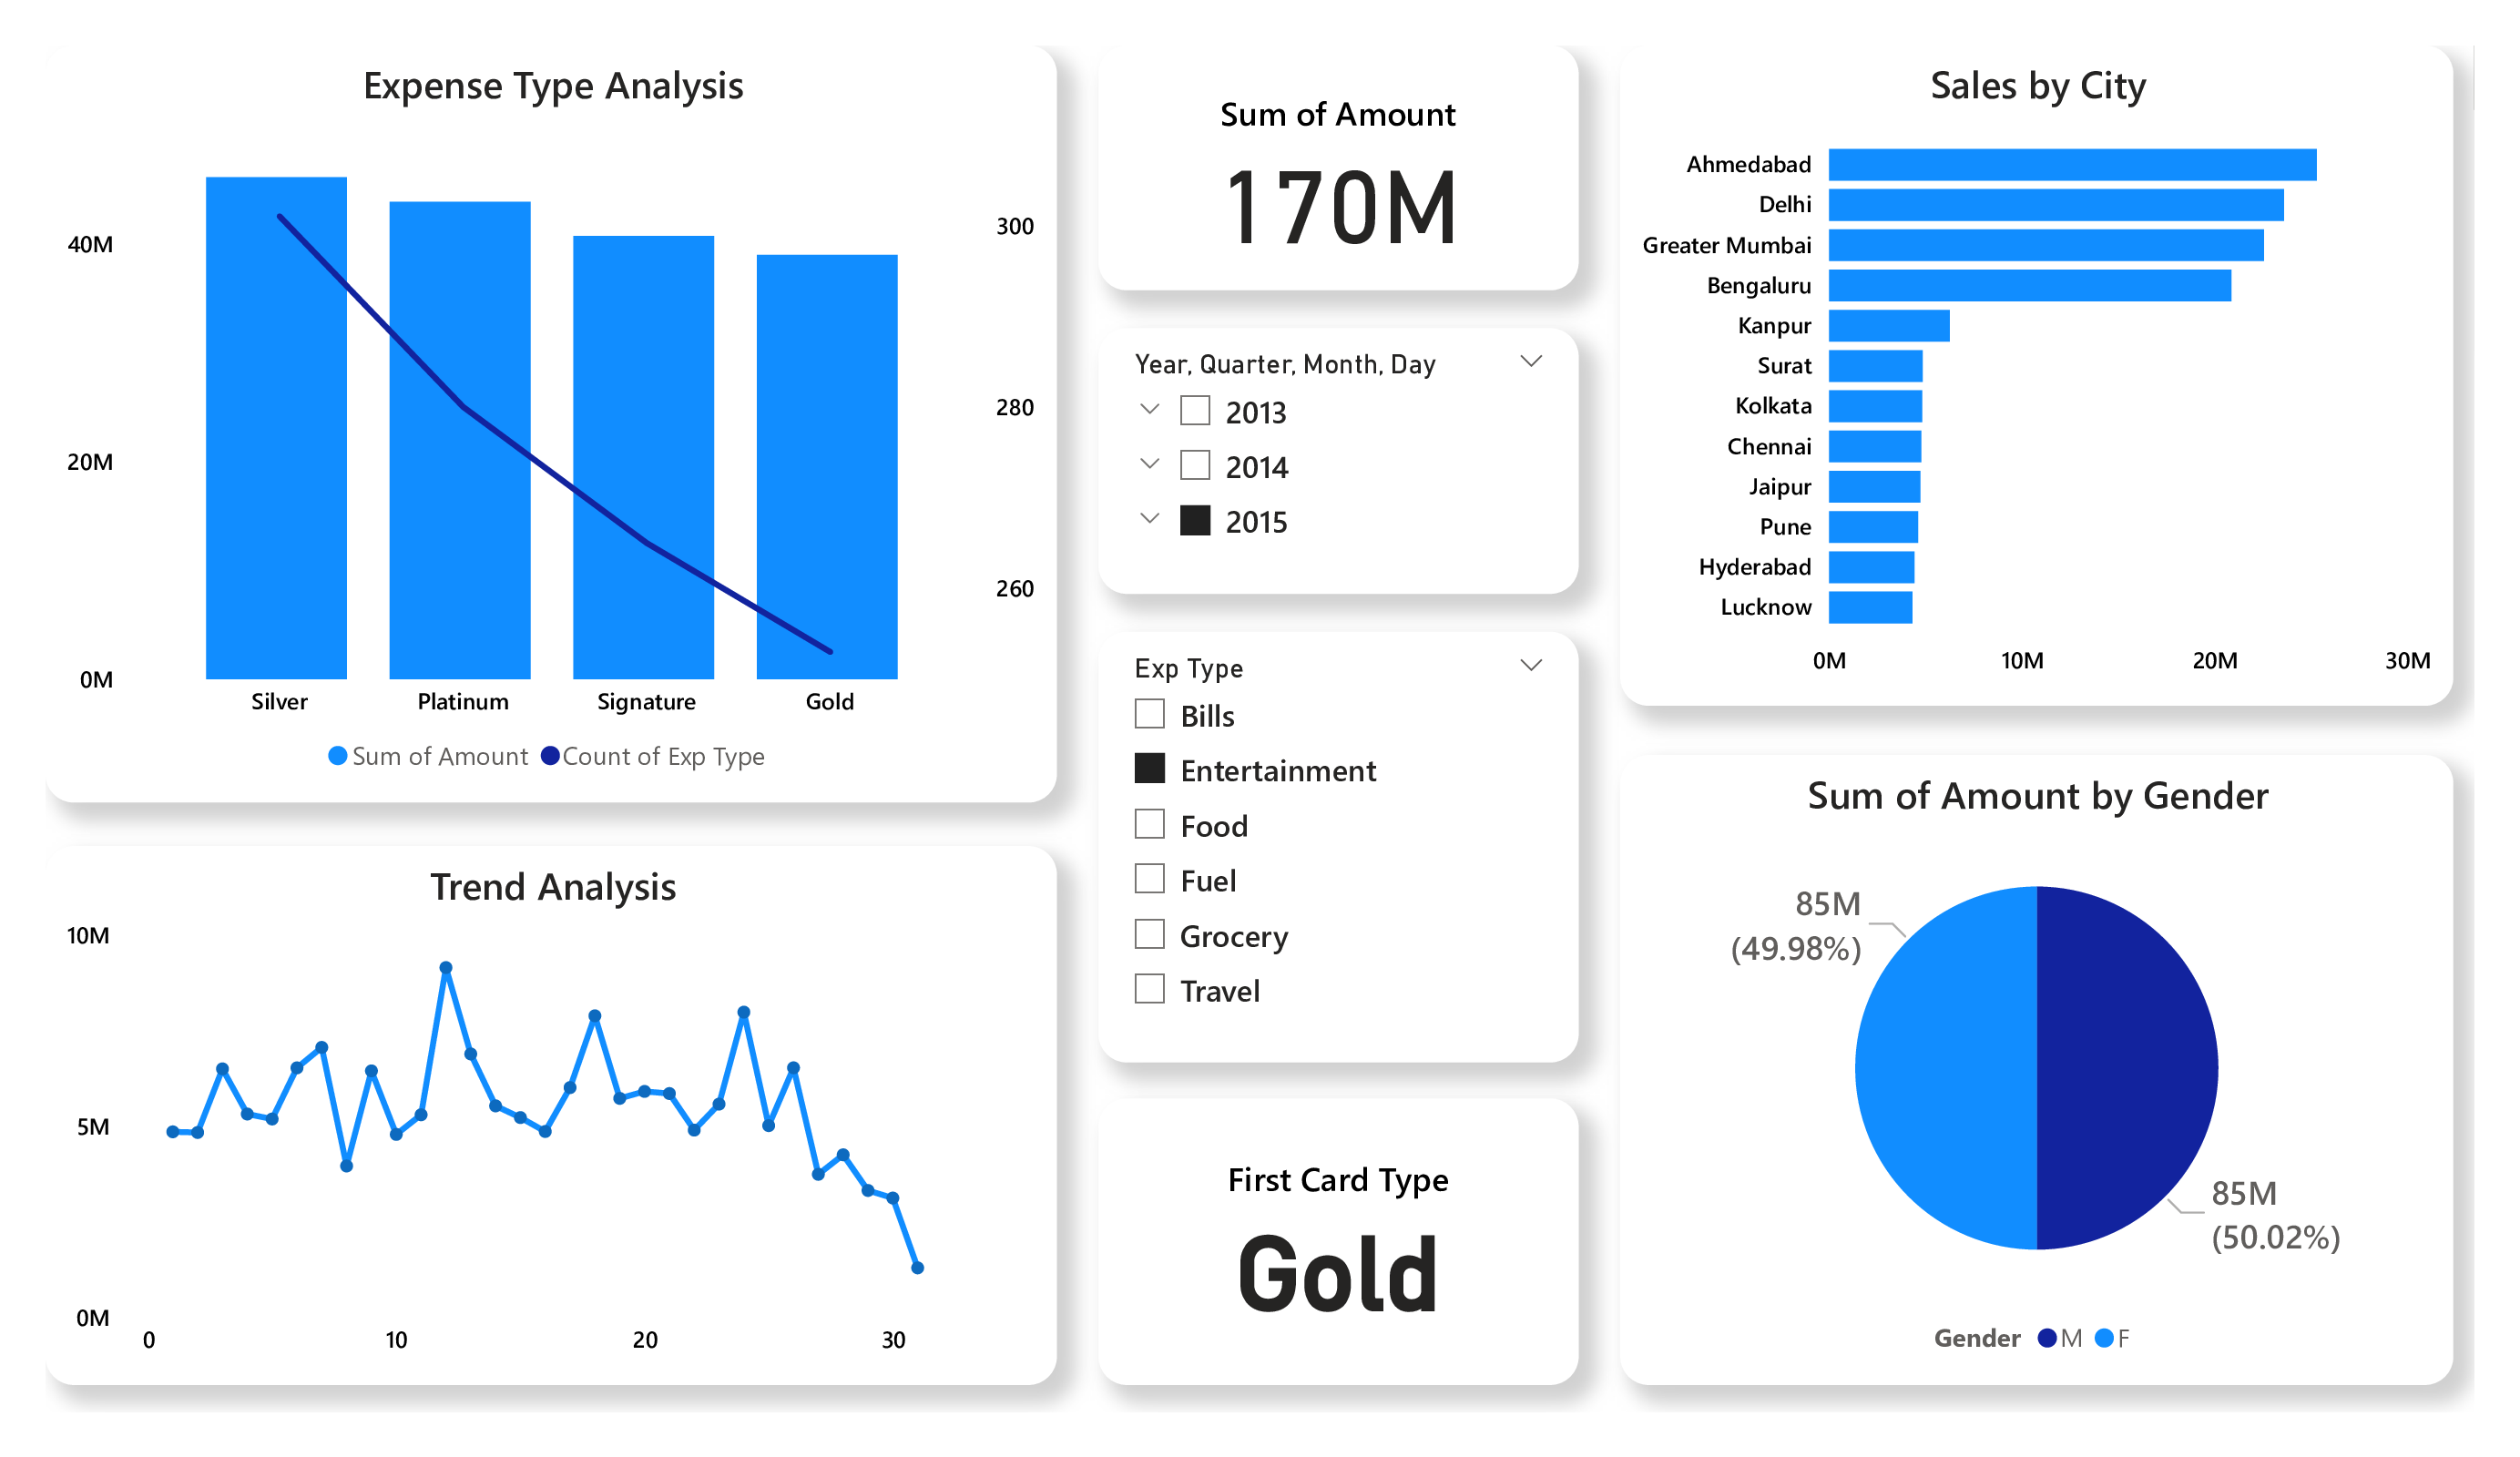 Expense Type Analysis
40M
20M
0M
300
280
260
Silver Platinum Signature Gold
Sum of Amount Count of Exp Type
Trend Analysis
10M
5M
0M
0 10 20 30
Sum of Amount
170M
Year, Quarter, Month, Day
2013
2014
2015
Exp Type
Bills
Entertainment
Food
Fuel
Grocery
Travel
First Card Type
Gold
Sales by City
Ahmedabad
Delhi
Greater Mumbai
Bengaluru
Kanpur
Surat
Kolkata
Chennai
Jaipur
Pune
Hyderabad
Lucknow
0M 10M 20M 30M
Sum of Amount by Gender
85M
(49.98%)
85M
(50.02%)
Gender M F